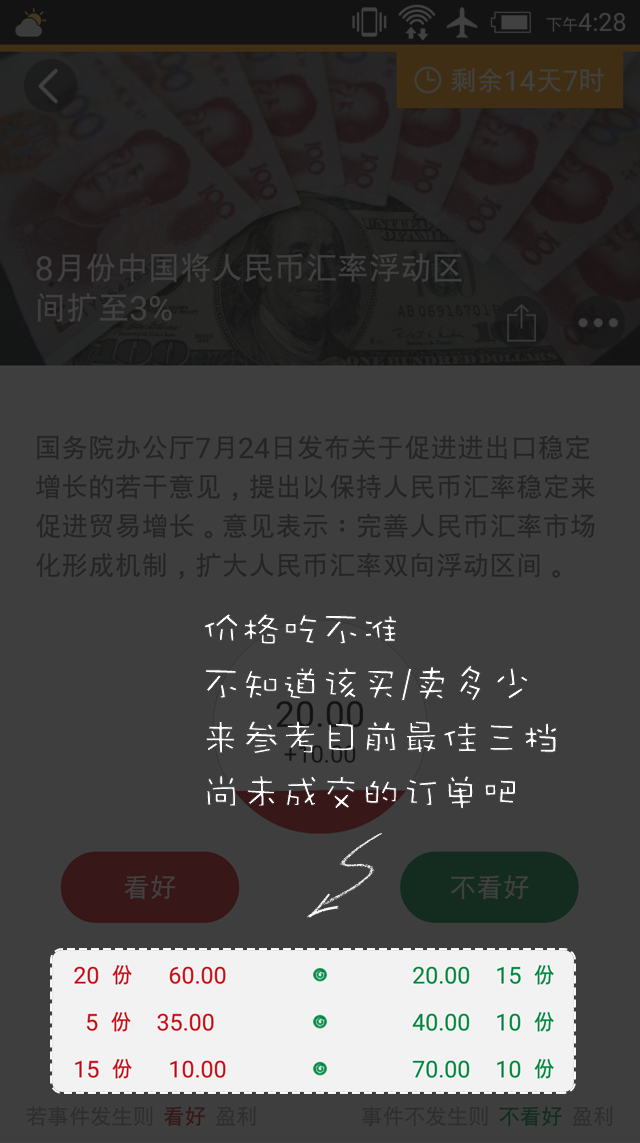 下午4:28
剩余14天7时
8月份中国将人民币汇率浮动区
间扩至3%
国务院办公厅7月24日发布关于促进进出口稳定
增长的若干意见，提出以保持人民币汇率稳定来
促进贸易增长。意见表示：完善人民币汇率市场
化形成机制，扩大人民币汇率双向浮动区间。
价格吃不准
不知道该买/卖多少
20.00
来参考目前最佳三档
+10.00
尚未成交的订单吧
看好 不看好
20 份 60.00 20.00 15 份
5 份 35.00 40.00 10 份
15 份 10.00 70.00 10 份
若事件发生则 看好 盈利 事件不发生则 不看好 盈利